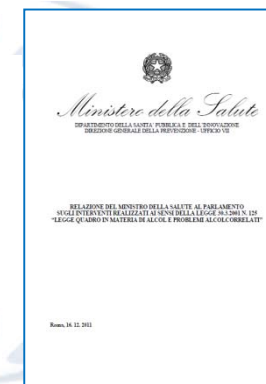 Ministero della Salute
DIPARTIMENTO DELLA SANITA' PUBBLICA E DELL'INNOVAZIONE
DIREZIONE GENERALE DELLA PREVENZIONE - UFFICIO VII
RELAZIONE DEL MINISTRO DELLA SALUTE AL PARLAMENTO
SUGLI INTERVENTI REALIZZATI AI SENSI DELLA LEGGE 30.3.2001 N. 125
"LEGGE QUADRO IN MATERIA DI ALCOL E PROBLEMI ALCOLCORRELATI"
Roma, 16. 12. 2011